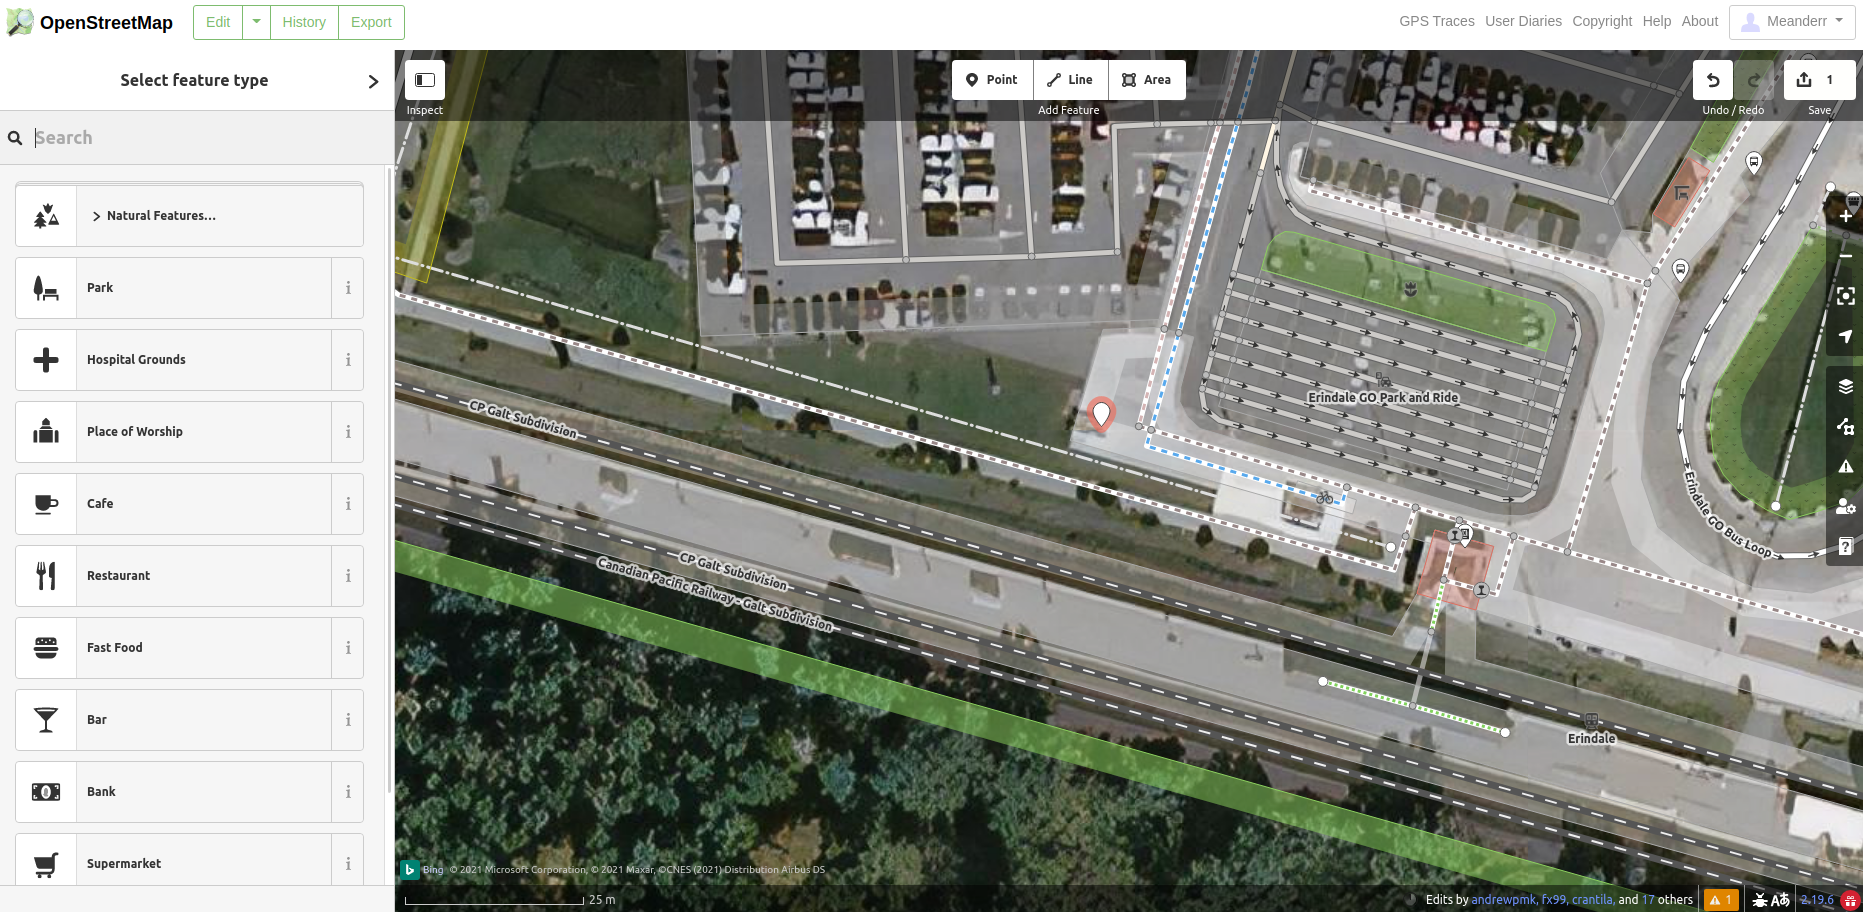 OpenStreetMap
Edit
History
Export
GPS Traces
User Diaries
Copyright
Help
About
Meanderr
Select feature type
Inspect
Point
Line
Area
Add Feature
Undo / Redo
1
Save
Search
Natural Features...
Park
Hospital Grounds
Place of Worship
Cafe
Restaurant
Fast Food
Bar
Bank
Supermarket
Erindale GO Park and Ride
CP Galt Subdivision
Erindale GO Bus Loop
CP Galt Subdivision
Canadian Pacific Railway - Galt Subdivision
Erindale
Bing © 2021 Microsoft Corporation, © 2021 Maxar, ©CNES (2021) Distribution Airbus DS
25 m
Edits by andrewpmk, fx99, crantila, and 17 others
1
2.19.6